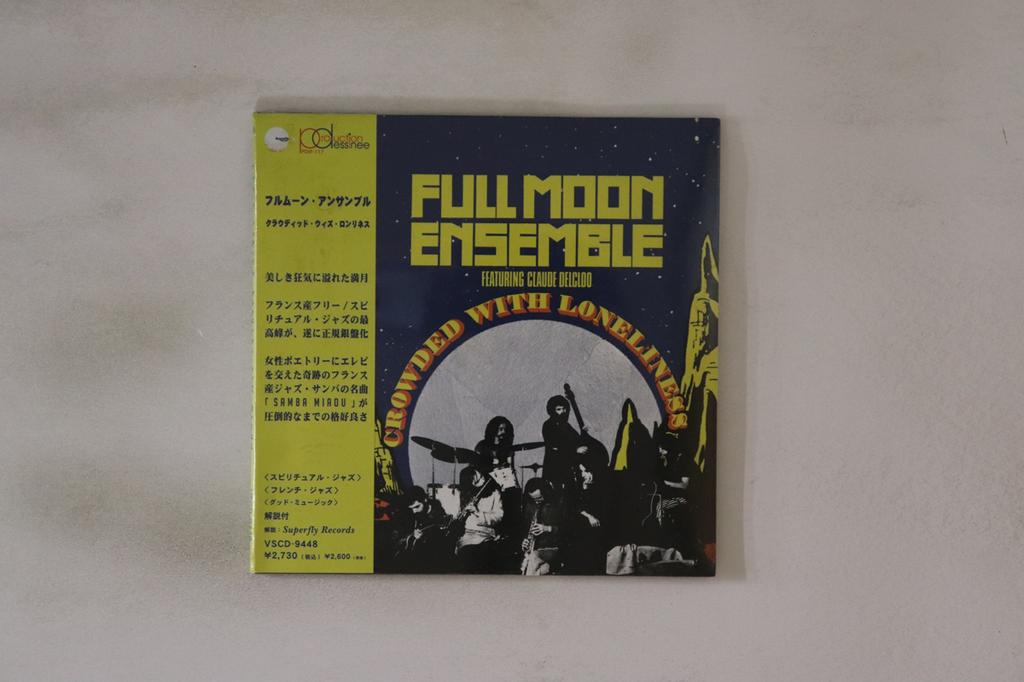 production
dessinee
フルムーン・アンサンブル
クラウディッド・ウィズ・ロンリネス
美しき狂気に溢れた満月
フランス産フリー/スピ
リチュアル・ジャズの最
高峰が、遂に正規銀盤化
女性ポエトリーにエレピ
を交えた奇跡のフランス
産ジャズ・サンバの名曲
「SAMBA MIAOU」が
圧倒的なまでの格好良さ
〈スピリチュアル・ジャズ〉
〈フレンチ・ジャズ〉
〈グッド・ミュージック〉
解説付
解説:Superfly Records
VSCD-9448
¥2,730(税込)¥2,600
FULL MOON
ENSEMBLE
FEATURING CLAUDE DELCLOO
CROWDED WITH LONELINESS